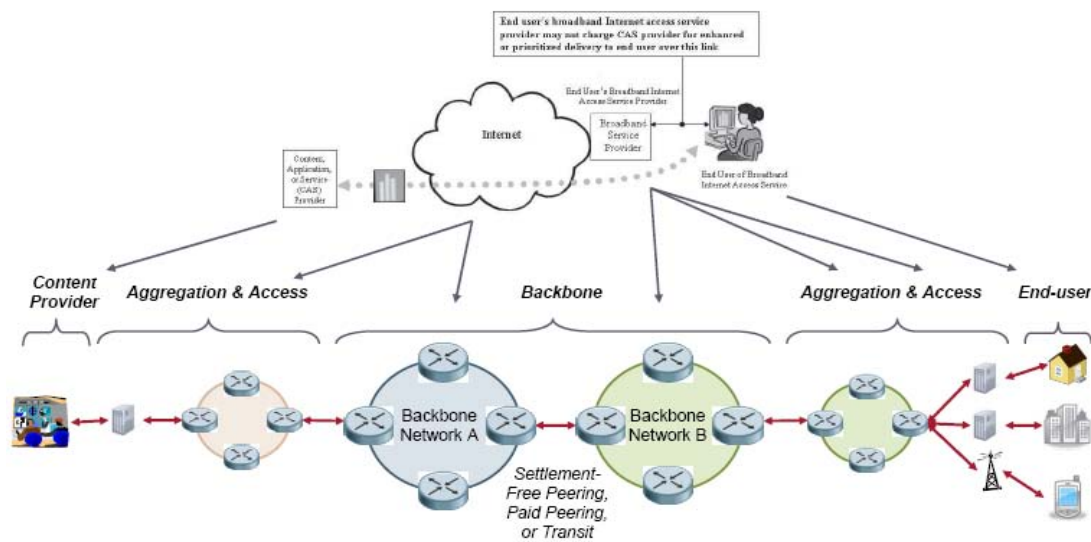 End user's broadband Internet access service
provider may not charge CAS provider for enhanced
or prioritized delivery to end user over this link
End User's Broadband Internet
Access Service Provider
Internet
Broadband
Service
Provider
Content,
Application,
or Service
(CAS)
Provider
End User of Broadband
Internet Access Service
Content
Provider
Aggregation & Access
Backbone
Aggregation & Access
End-user
Backbone
Network A
Backbone
Network B
Settlement-
Free Peering,
Paid Peering,
or Transit